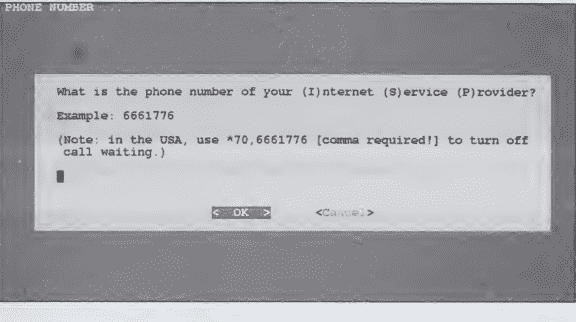 PHONE NUMBER ...
What is the phone number of your (I)nternet (S)ervice (P)rovider?
Example: 6661776
(Note: in the USA, use *70,6661776 [comma required!] to turn off
call waiting.)
< OK > <Cancel>